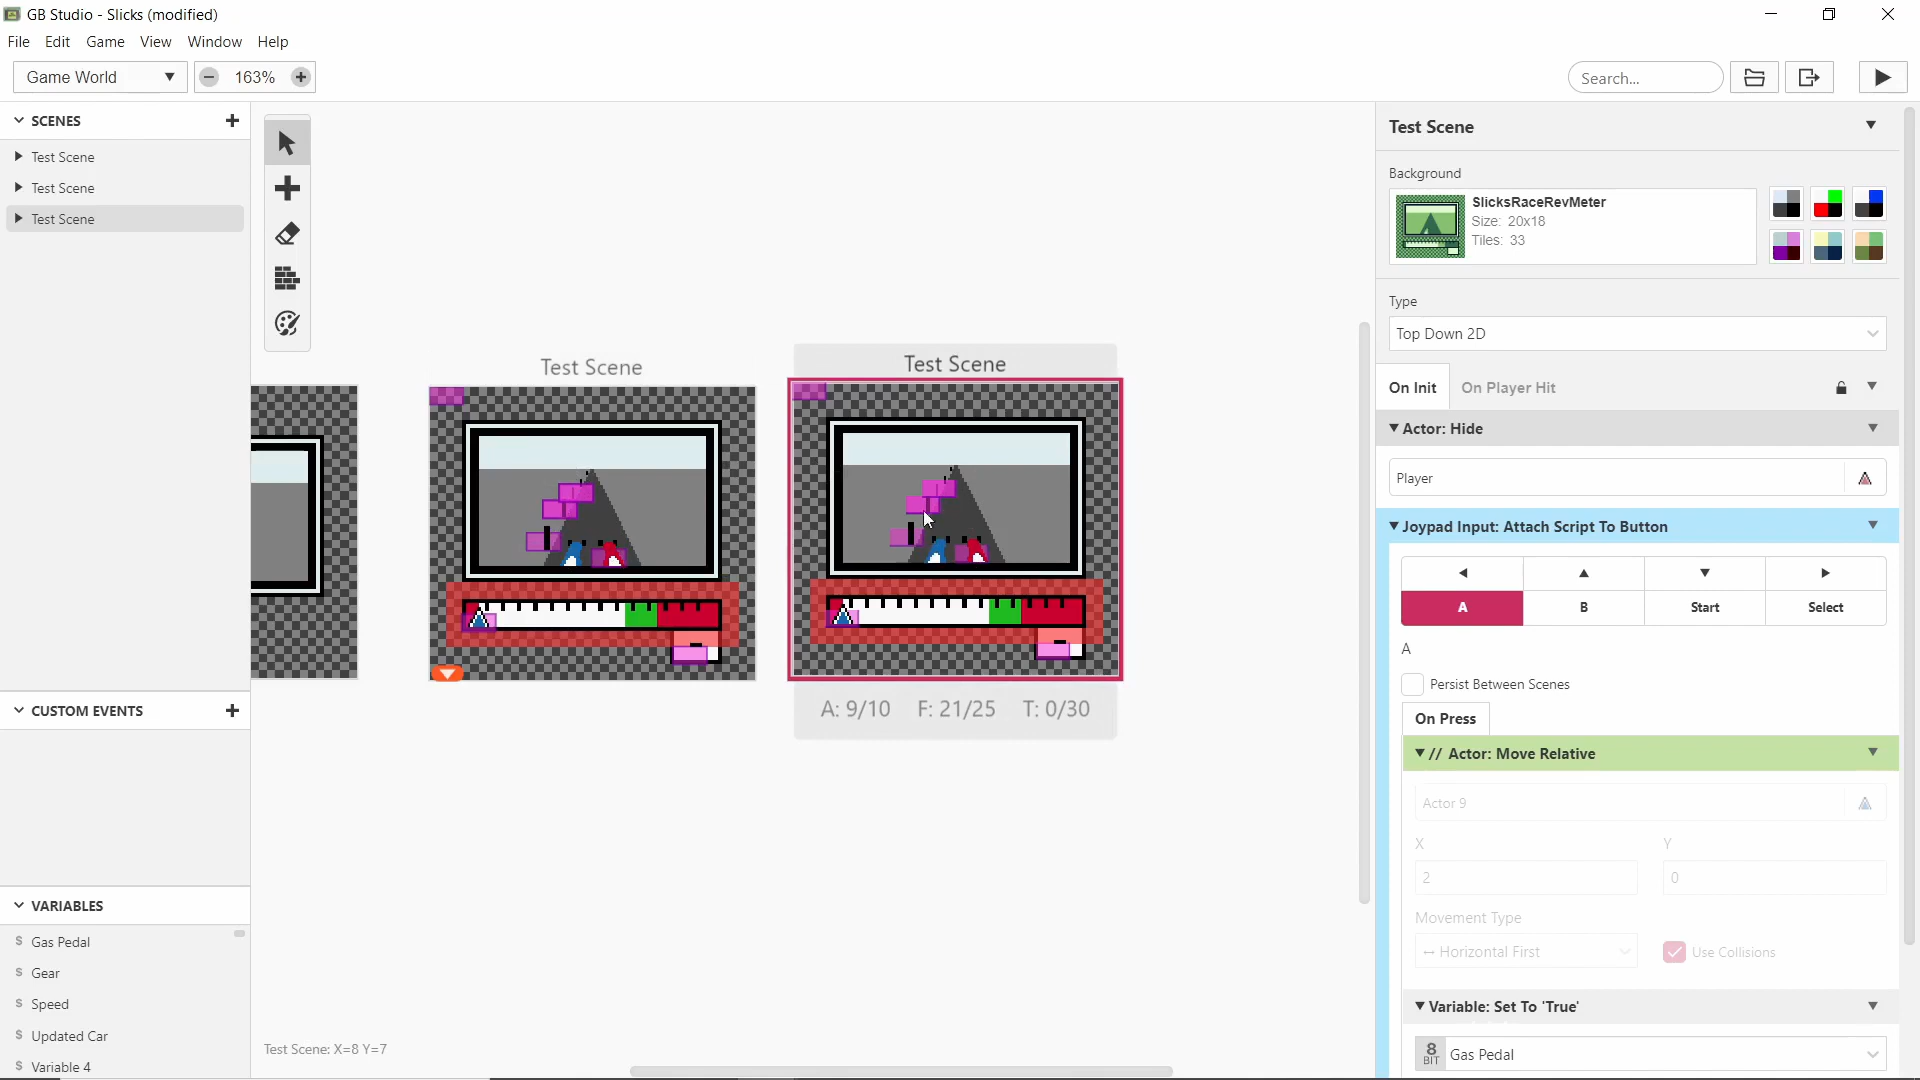 GB Studio - Slicks (modified)
File Edit Game View Window Help
Game World
163%
Search...
SCENES
Test Scene
Test Scene
Test Scene
CUSTOM EVENTS
VARIABLES
$ Gas Pedal
$ Gear
$ Speed
$ Updated Car
$ Variable 4
Test Scene
Test Scene
A: 9/10 F: 21/25 T: 0/30
Test Scene: X=8 Y=7
Test Scene
Background
SlicksRaceRevMeter
Size: 20x18
Tiles: 33
Type
Top Down 2D
On Init On Player Hit
Actor: Hide
Player
Joypad Input: Attach Script To Button
A B Start Select
A
Persist Between Scenes
On Press
// Actor: Move Relative
Actor 9
X Y
2 0
Movement Type
Horizontal First Use Collisions
Variable: Set To 'True'
8 BIT Gas Pedal